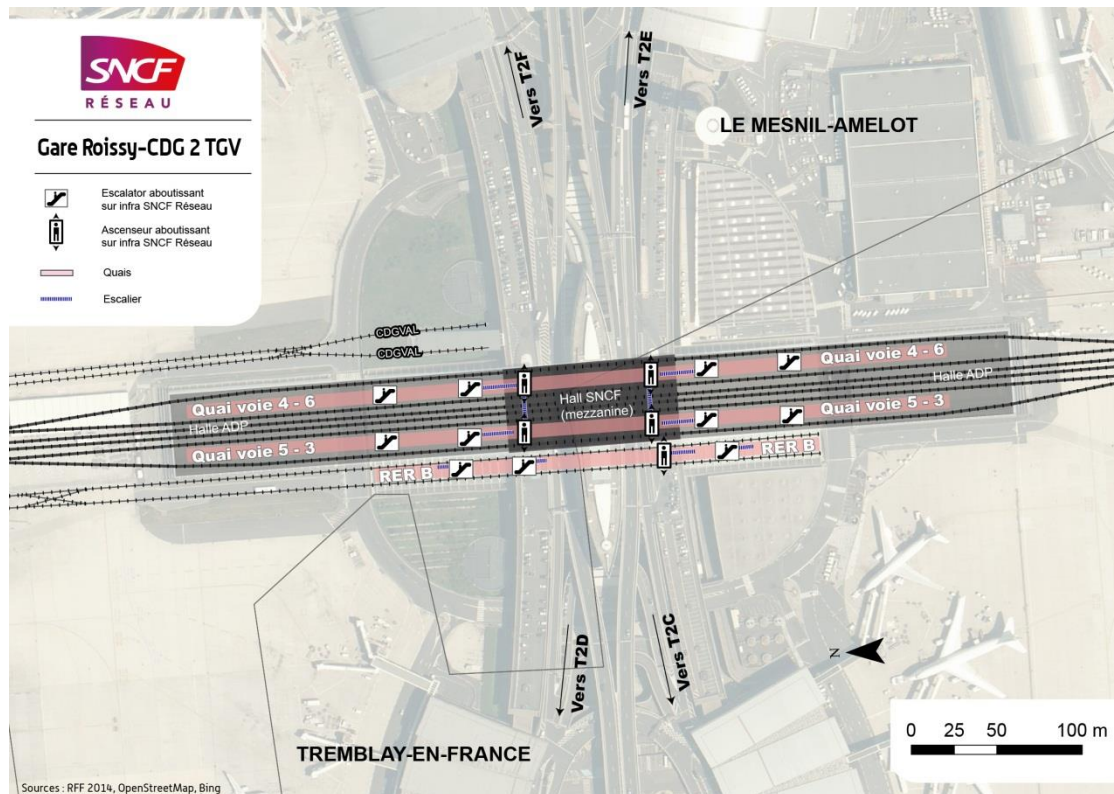 SNCF
RÉSEAU
Gare Roissy-CDG 2 TGV
Escalator aboutissant
sur infra SNCF Réseau
Ascenseur aboutissant
sur infra SNCF Réseau
Quais
Escalier
Vers T2F
Vers T2E
LE MESNIL-AMELOT
CDGVAL
CDGVAL
Quai voie 4 - 6
Quai voie 4 - 6
Halle ADP
Halle ADP
Hall SNCF
(mezzanine)
Quai voie 5 - 3
Quai voie 5 - 3
RER B
RER B
Vers T2D
Vers T2C
N
TREMBLAY-EN-FRANCE
0 25 50 100 m
Sources : RFF 2014, OpenStreetMap, Bing